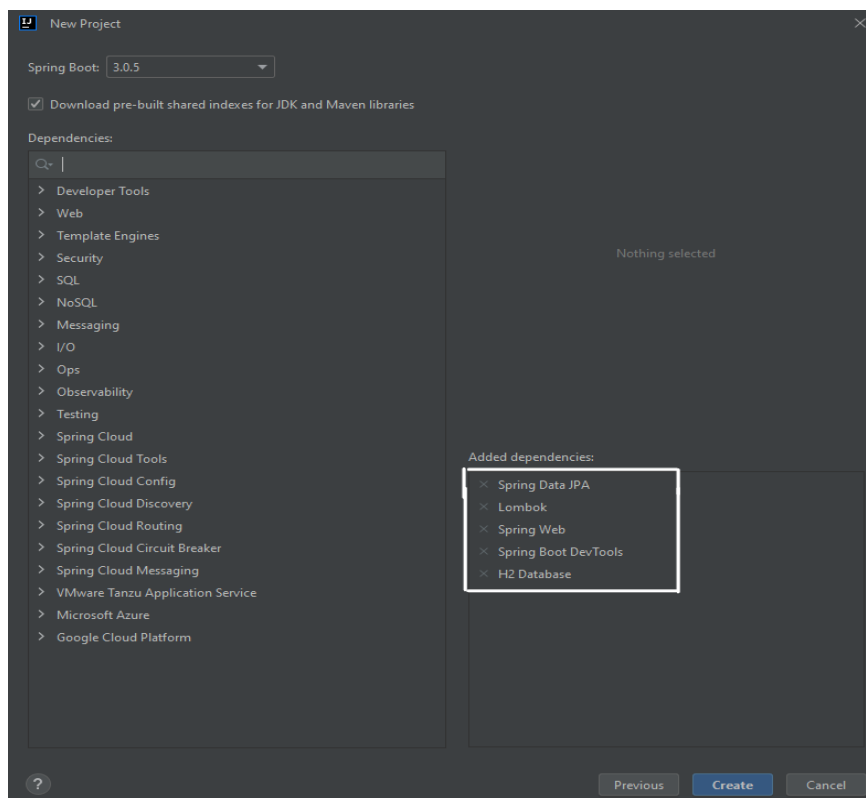 New Project
Spring Boot: 3.0.5
Download pre-built shared indexes for JDK and Maven libraries
Dependencies:
Developer Tools
Web
Template Engines
Security
SQL
NoSQL
Messaging
I/O
Ops
Observability
Testing
Spring Cloud
Spring Cloud Tools
Spring Cloud Config
Spring Cloud Discovery
Spring Cloud Routing
Spring Cloud Circuit Breaker
Spring Cloud Messaging
VMware Tanzu Application Service
Microsoft Azure
Google Cloud Platform
Nothing selected
Added dependencies:
Spring Data JPA
Lombok
Spring Web
Spring Boot DevTools
H2 Database
? Previous Create Cancel